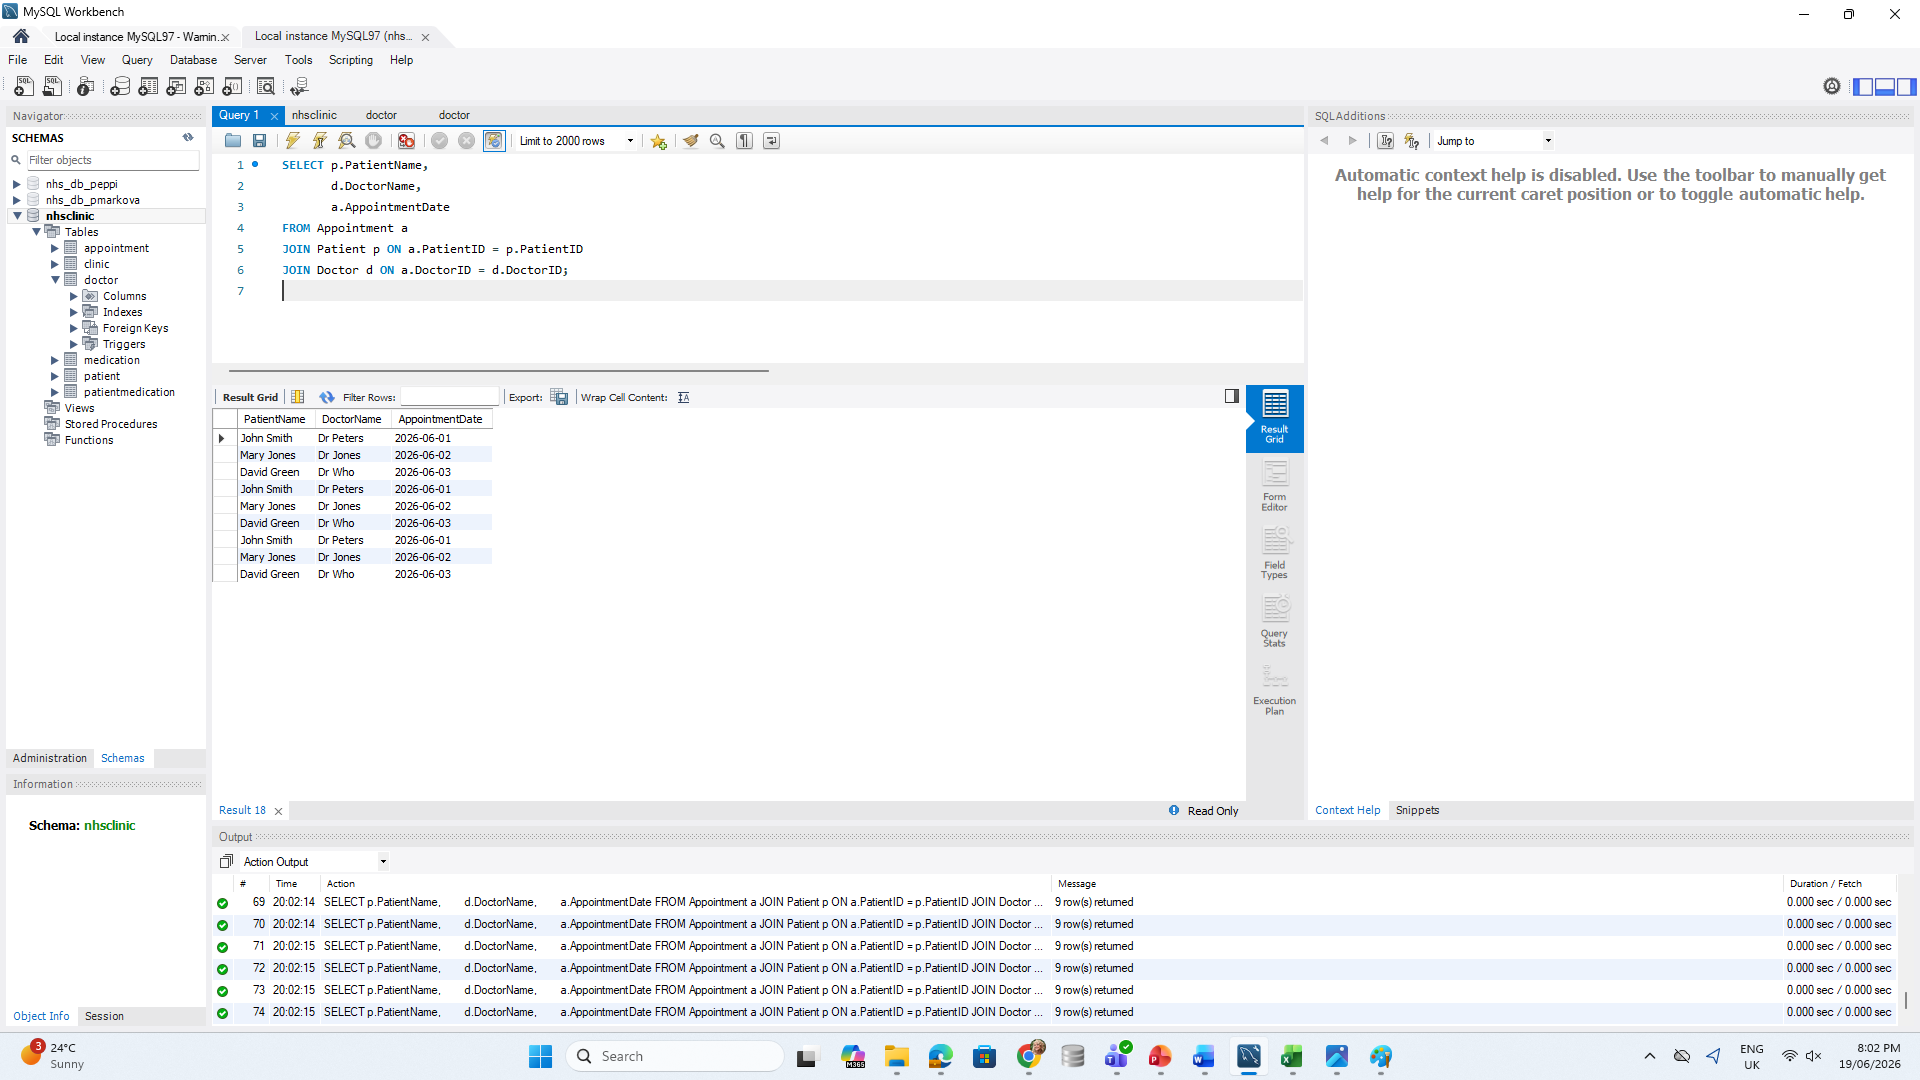 MySQL Workbench
Local instance MySQL97 - Warnin...
Local instance MySQL97 (nhs...
File Edit View Query Database Server Tools Scripting Help
Navigator
SCHEMAS
Filter objects
nhs_db_peppi
nhs_db_pmarkova
nhsclinic
Tables
appointment
clinic
doctor
Columns
Indexes
Foreign Keys
Triggers
medication
patient
patientmedication
Views
Stored Procedures
Functions
Administration Schemas
Information
Schema: nhsclinic
Object Info Session
Query 1 nhsclinic doctor doctor
Limit to 2000 rows
1 SELECT p.PatientName,
2 d.DoctorName,
3 a.AppointmentDate
4 FROM Appointment a
5 JOIN Patient p ON a.PatientID = p.PatientID
6 JOIN Doctor d ON a.DoctorID = d.DoctorID;
7
Result Grid Filter Rows: Export: Wrap Cell Content:
PatientName DoctorName AppointmentDate
John Smith Dr Peters 2026-06-01
Mary Jones Dr Jones 2026-06-02
David Green Dr Who 2026-06-03
John Smith Dr Peters 2026-06-01
Mary Jones Dr Jones 2026-06-02
David Green Dr Who 2026-06-03
John Smith Dr Peters 2026-06-01
Mary Jones Dr Jones 2026-06-02
David Green Dr Who 2026-06-03
Result
Grid
Form
Editor
Field
Types
Query
Stats
Execution
Plan
Result 18
Read Only
SQLAdditions
Jump to
Automatic context help is disabled. Use the toolbar to manually get
help for the current caret position or to toggle automatic help.
Context Help Snippets
Output
Action Output
# Time Action Message Duration / Fetch
69 20:02:14 SELECT p.PatientName, d.DoctorName, a.AppointmentDate FROM Appointment a JOIN Patient p ON a.PatientID = p.PatientID JOIN Doctor ... 9 row(s) returned 0.000 sec / 0.000 sec
70 20:02:14 SELECT p.PatientName, d.DoctorName, a.AppointmentDate FROM Appointment a JOIN Patient p ON a.PatientID = p.PatientID JOIN Doctor ... 9 row(s) returned 0.000 sec / 0.000 sec
71 20:02:15 SELECT p.PatientName, d.DoctorName, a.AppointmentDate FROM Appointment a JOIN Patient p ON a.PatientID = p.PatientID JOIN Doctor ... 9 row(s) returned 0.000 sec / 0.000 sec
72 20:02:15 SELECT p.PatientName, d.DoctorName, a.AppointmentDate FROM Appointment a JOIN Patient p ON a.PatientID = p.PatientID JOIN Doctor ... 9 row(s) returned 0.000 sec / 0.000 sec
73 20:02:15 SELECT p.PatientName, d.DoctorName, a.AppointmentDate FROM Appointment a JOIN Patient p ON a.PatientID = p.PatientID JOIN Doctor ... 9 row(s) returned 0.000 sec / 0.000 sec
74 20:02:15 SELECT p.PatientName, d.DoctorName, a.AppointmentDate FROM Appointment a JOIN Patient p ON a.PatientID = p.PatientID JOIN Doctor ... 9 row(s) returned 0.000 sec / 0.000 sec
3
24°C
Sunny
Search
M365
ENG
UK
8:02 PM
19/06/2026